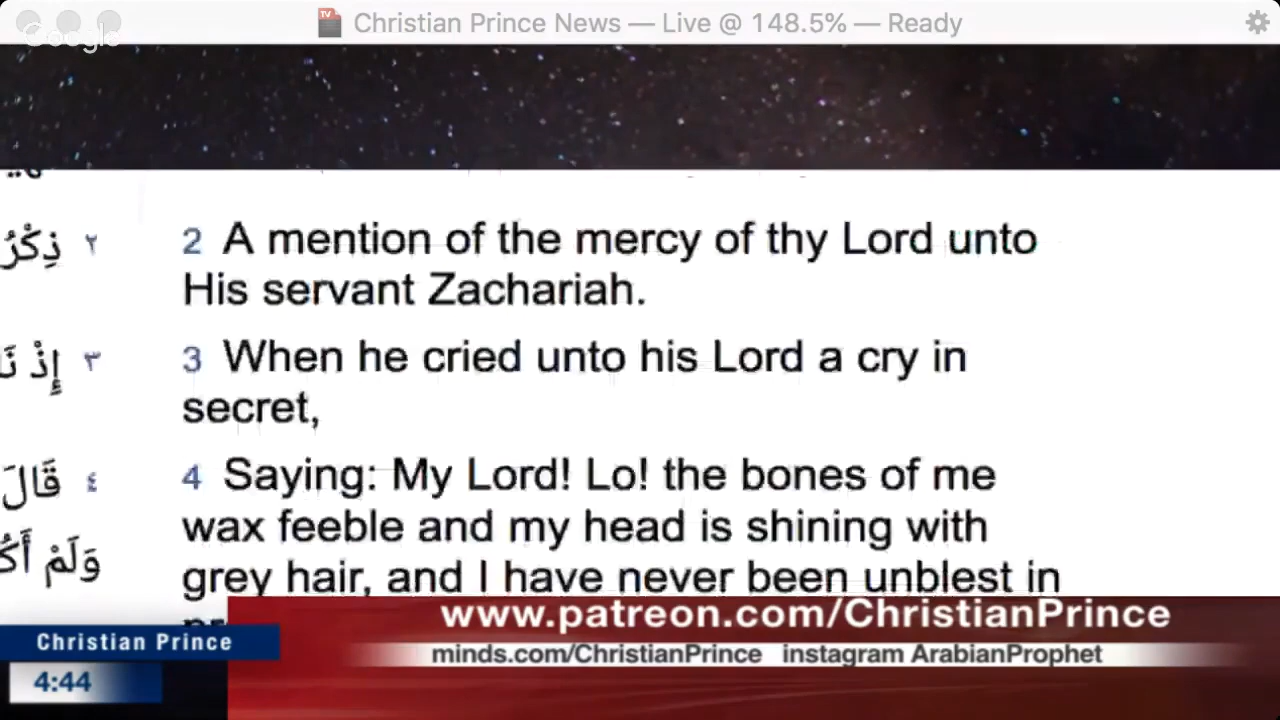 Christian Prince News — Live @ 148.5% — Ready
Google
2 A mention of the mercy of thy Lord unto
His servant Zachariah.
3 When he cried unto his Lord a cry in
secret,
4 Saying: My Lord! Lo! the bones of me
wax feeble and my head is shining with
grey hair, and I have never been unblest in
٢ ذِكْرُ
٣ إِذْ
٤ قَالَ
وَلَمْ
www.patreon.com/ChristianPrince
Christian Prince
minds.com/ChristianPrince instagram ArabianProphet
4:44